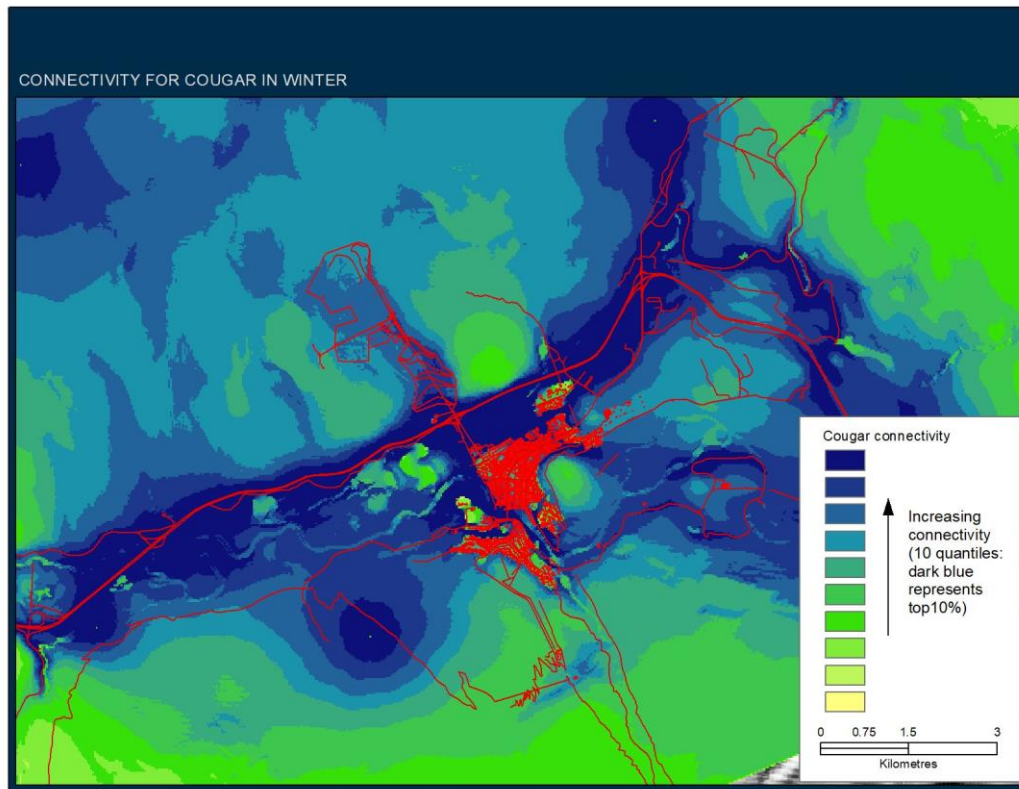 CONNECTIVITY FOR COUGAR IN WINTER
Cougar connectivity
Increasing
connectivity
(10 quantiles:
dark blue
represents
top10%)
0 0.75 1.5 3
Kilometres